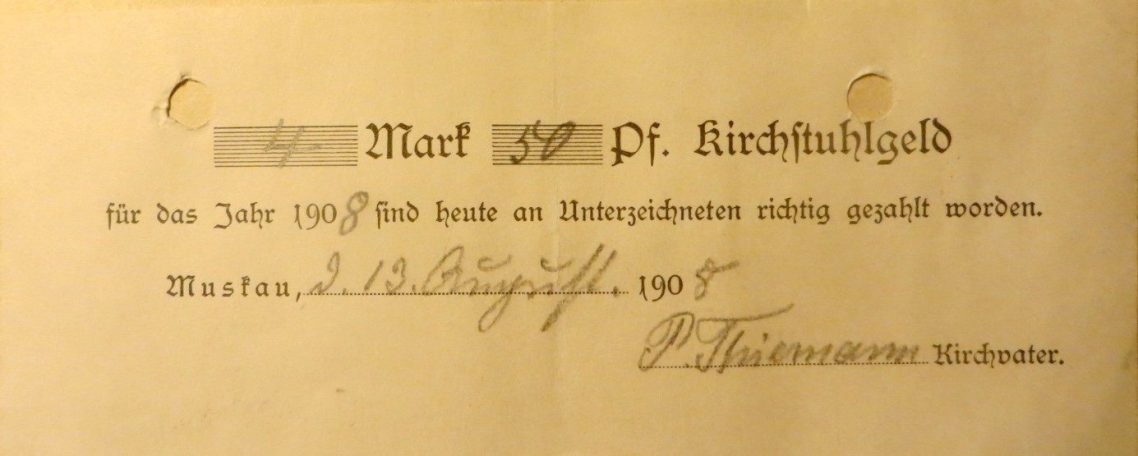 4 Mark 50 Pf. Kirchstuhlgeld
für das Jahr 1908 sind heute an Unterzeichneten richtig gezahlt worden.
Muskau, d. 13. August. 1908
P. Thiemann Kirchvater.